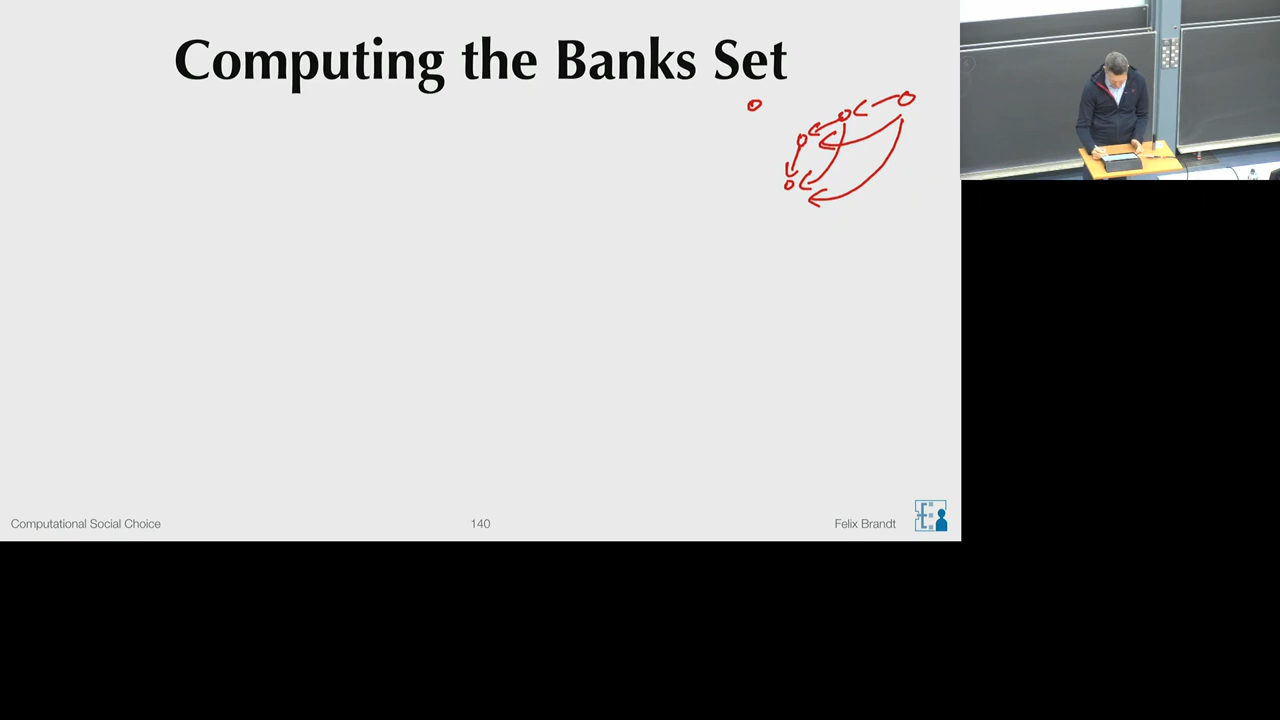 Computing the Banks Set
Computational Social Choice
140
Felix Brandt